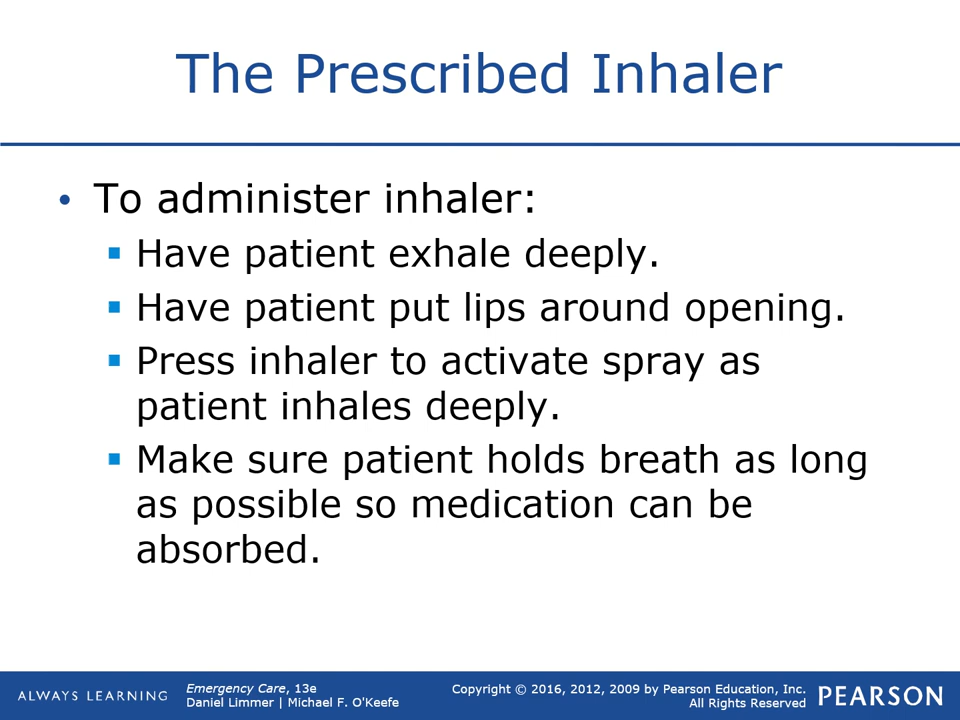 The Prescribed Inhaler
• To administer inhaler:
▪ Have patient exhale deeply.
▪ Have patient put lips around opening.
▪ Press inhaler to activate spray as
patient inhales deeply.
▪ Make sure patient holds breath as long
as possible so medication can be
absorbed.
ALWAYS LEARNING
Emergency Care, 13e
Daniel Limmer | Michael F. O'Keefe
Copyright © 2016, 2012, 2009 by Pearson Education, Inc.
All Rights Reserved
PEARSON